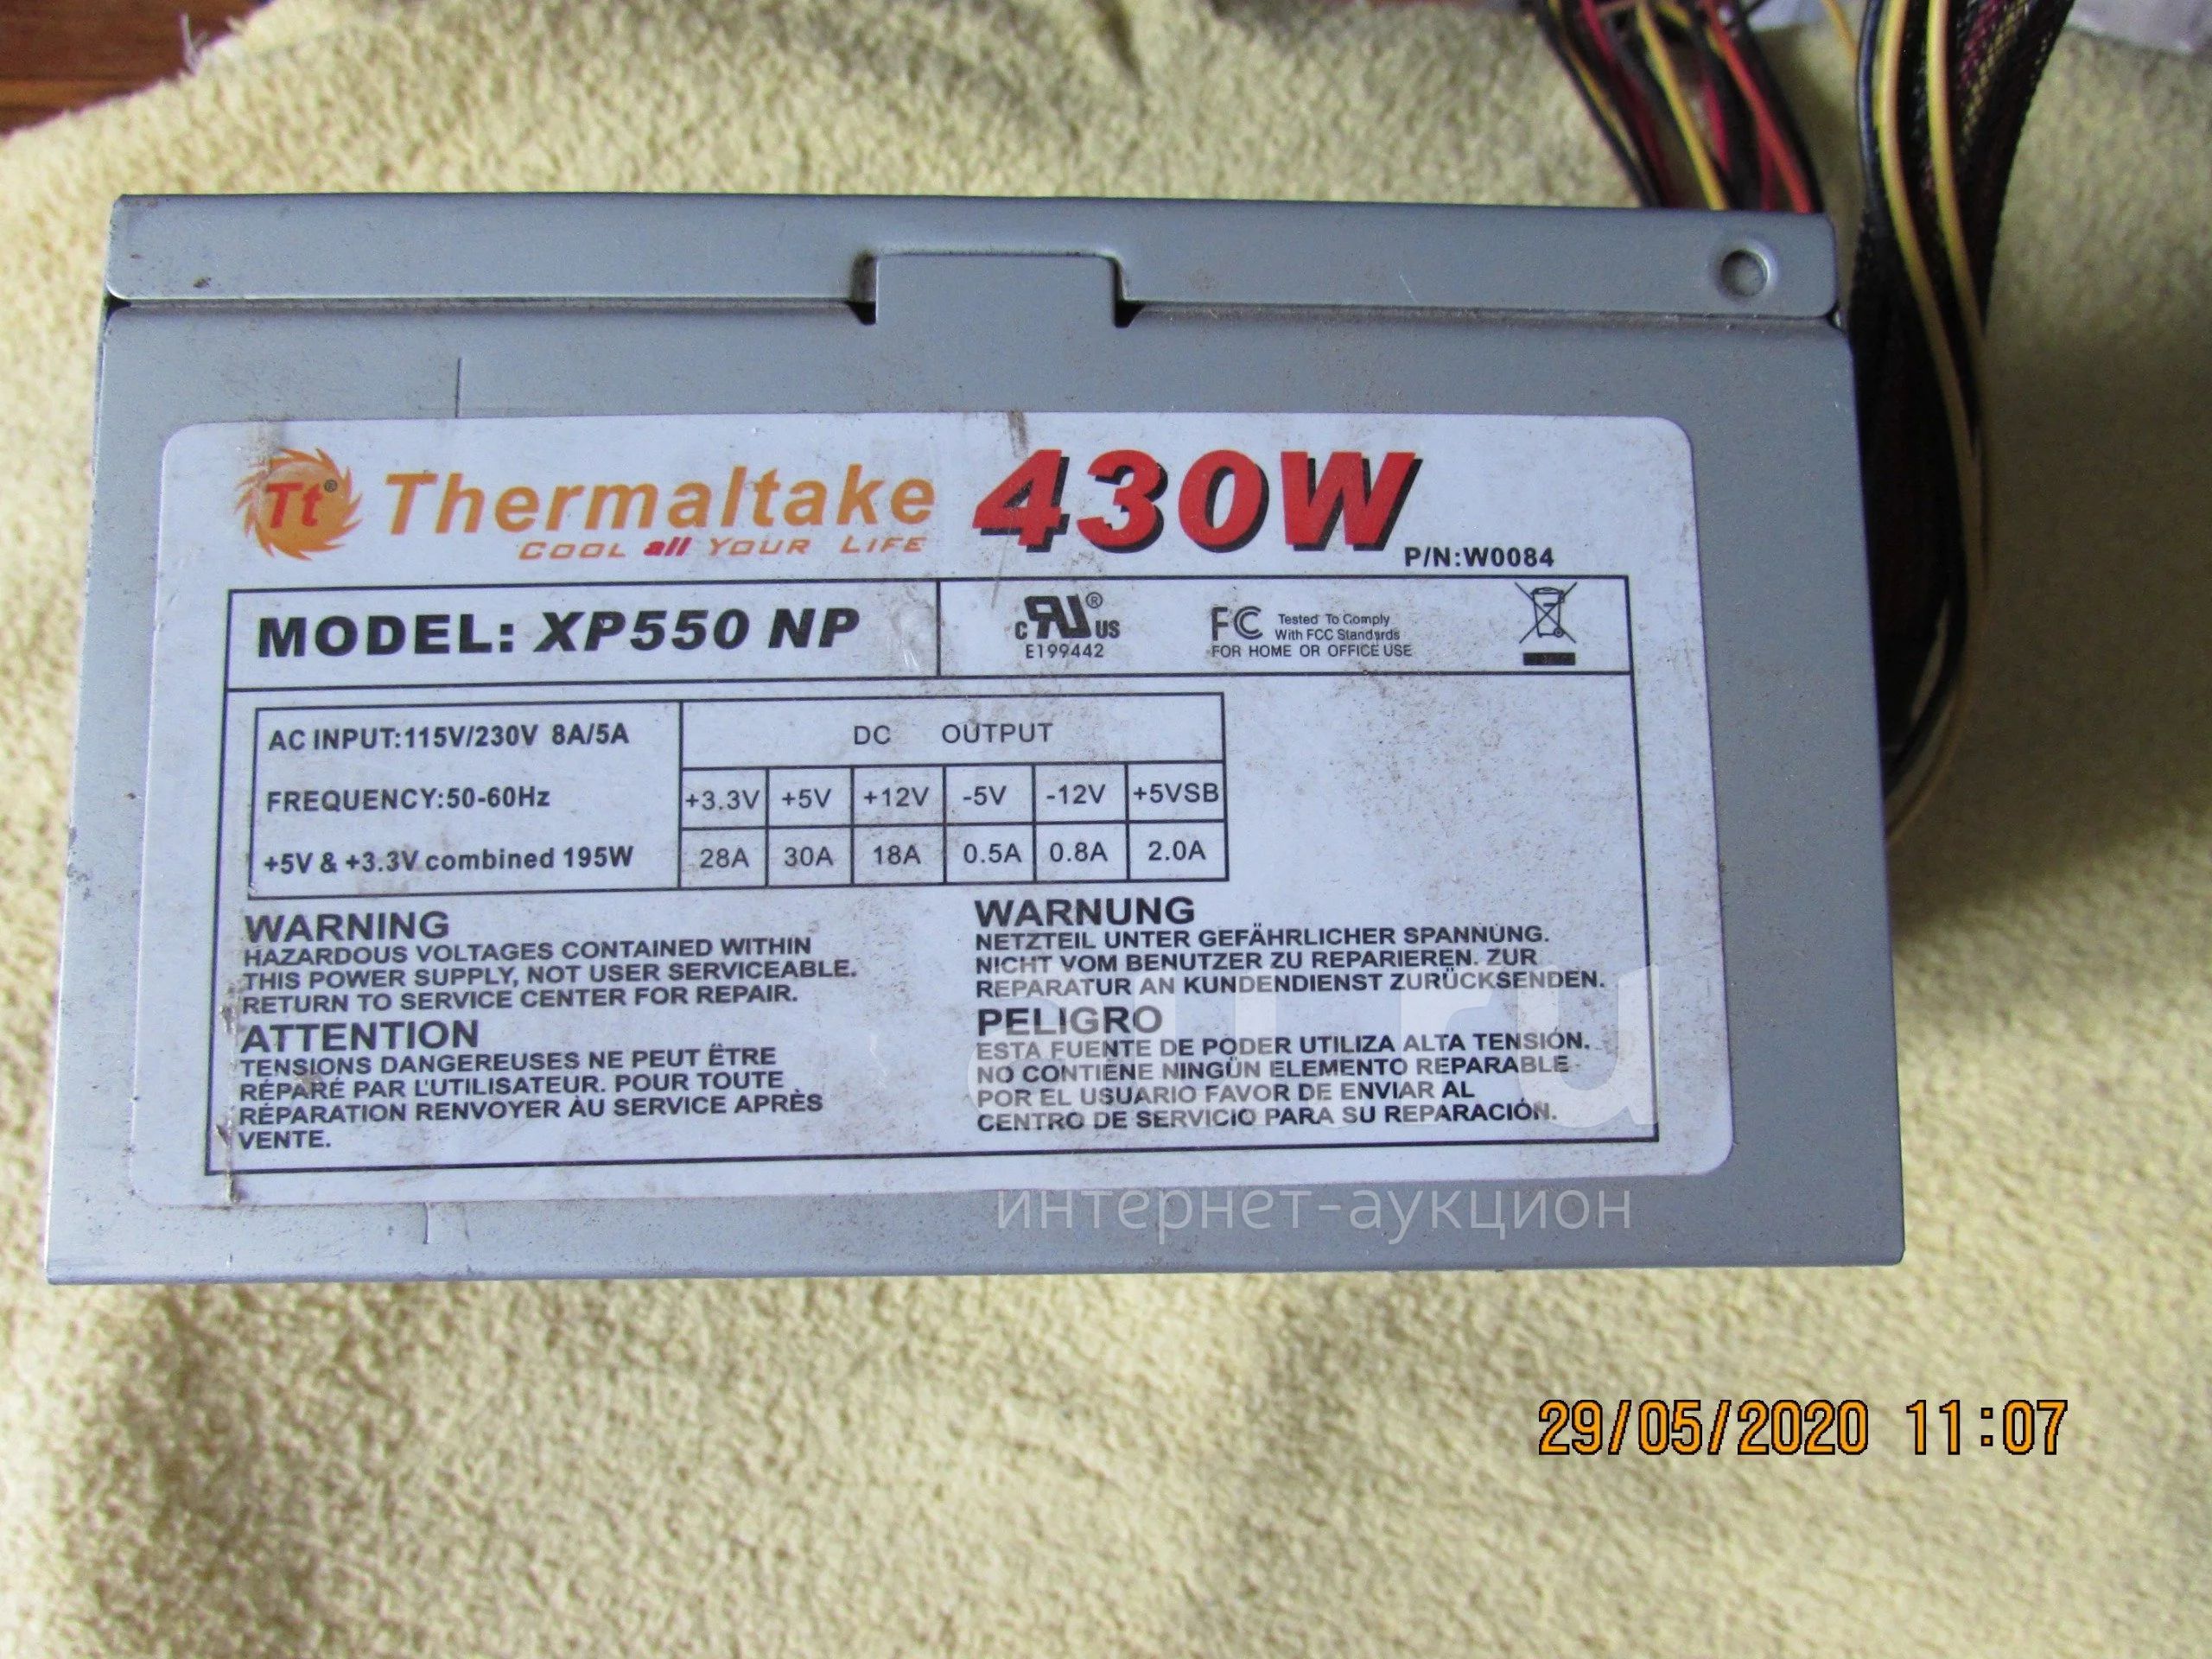 Tt® Thermaltake 430W
COOL all YOUR LIFE
P/N:W0084
MODEL: XP550 NP
c RU® US
E199442
FC Tested To Comply
With FCC Standards
FOR HOME OR OFFICE USE
AC INPUT:115V/230V 8A/5A
FREQUENCY:50-60Hz
+5V & +3.3V combined 195W
DC OUTPUT
+3.3V +5V +12V -5V -12V +5VSB
28A 30A 18A 0.5A 0.8A 2.0A
WARNING
HAZARDOUS VOLTAGES CONTAINED WITHIN
THIS POWER SUPPLY, NOT USER SERVICEABLE.
RETURN TO SERVICE CENTER FOR REPAIR.
ATTENTION
TENSIONS DANGEREUSES NE PEUT ËTRE
RÉPARÉ PAR L'UTILISATEUR. POUR TOUTE
RÉPARATION RENVOYER ÀU SERVICE APRÈS
VENTE.
WARNUNG
NETZTEIL UNTER GEFÄHRLICHER SPANNUNG.
NICHT VOM BENUTZER ZU REPARIEREN. ZUR
REPARATUR AN KUNDENDIENST ZURÜCKSENDEN.
PELIGRO
ESTA FUENTE DE PODER UTILIZA ALTA TENSIÓN.
NO CONTIENE NINGÜN ELEMENTO REPARABLE
POR EL USUARIO FAVOR DE ENVIAR AL
CENTRO DE SERVICIO PARA SU REPARACIÓN.
au.ru
интернет-аукцион
29/05/2020 11:07